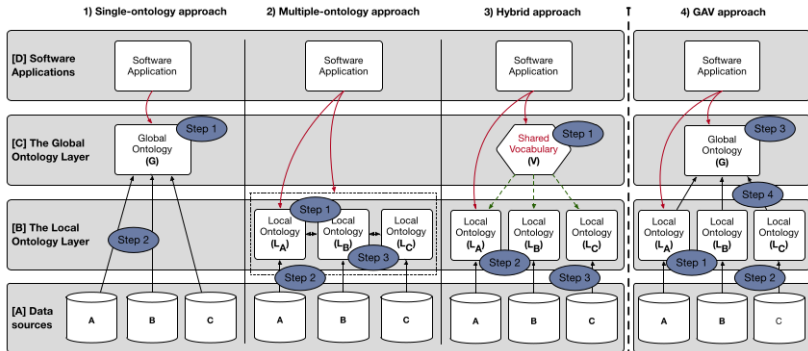 1) Single-ontology approach
2) Multiple-ontology approach
3) Hybrid approach
4) GAV approach
[D] Software
Applications
Software
Application
Software
Application
Software
Application
Software
Application
[C] The Global
Ontology Layer
Step 1
Global
Ontology
(G)
Shared
Vocabulary
(V)
Step 1
Step 3
Global
Ontology
(G)
Step 4
[B] The Local
Ontology Layer
Step 2
Step 1
Local
Ontology
(LA)
Local
Ontology
(LB)
Local
Ontology
(LC)
Step 3
Step 2
Local
Ontology
(LA)
Local
Ontology
(LB)
Local
Ontology
(LC)
Step 2
Step 3
Local
Ontology
(LA)
Local
Ontology
(LB)
Local
Ontology
(LC)
Step 1
Step 2
[A] Data
sources
A
B
C
A
B
C
A
B
C
A
B
C